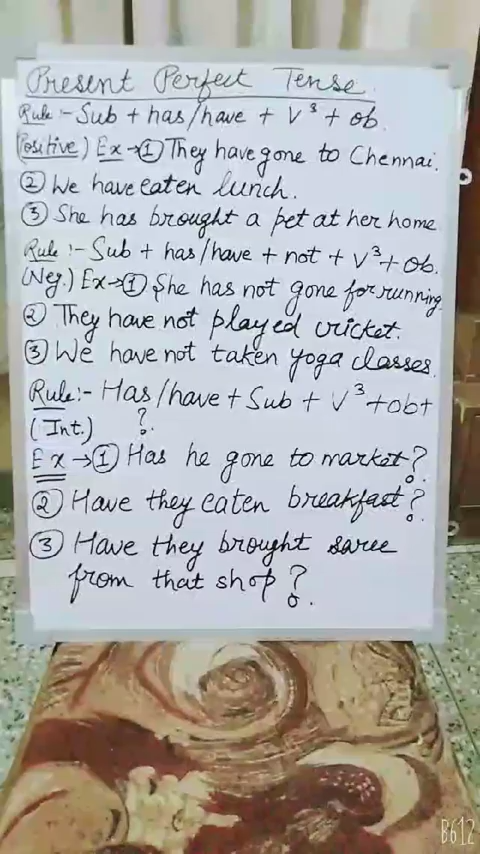 Present Perfect Tense
Rule :- Sub + has/have + V³ + ob.
(Positive) Ex → ① They have gone to Chennai.
② We have eaten lunch.
③ She has brought a pet at her home
Rule :- Sub + has/have + not + V³ + ob.
(Neg.) Ex → ① She has not gone for running.
② They have not played cricket.
③ We have not taken yoga classes.
Rule :- Has/have + Sub + V³ + ob +
(Int.) ?
Ex → ① Has he gone to market?
② Have they eaten breakfast?
③ Have they brought saree
from that shop?
B612